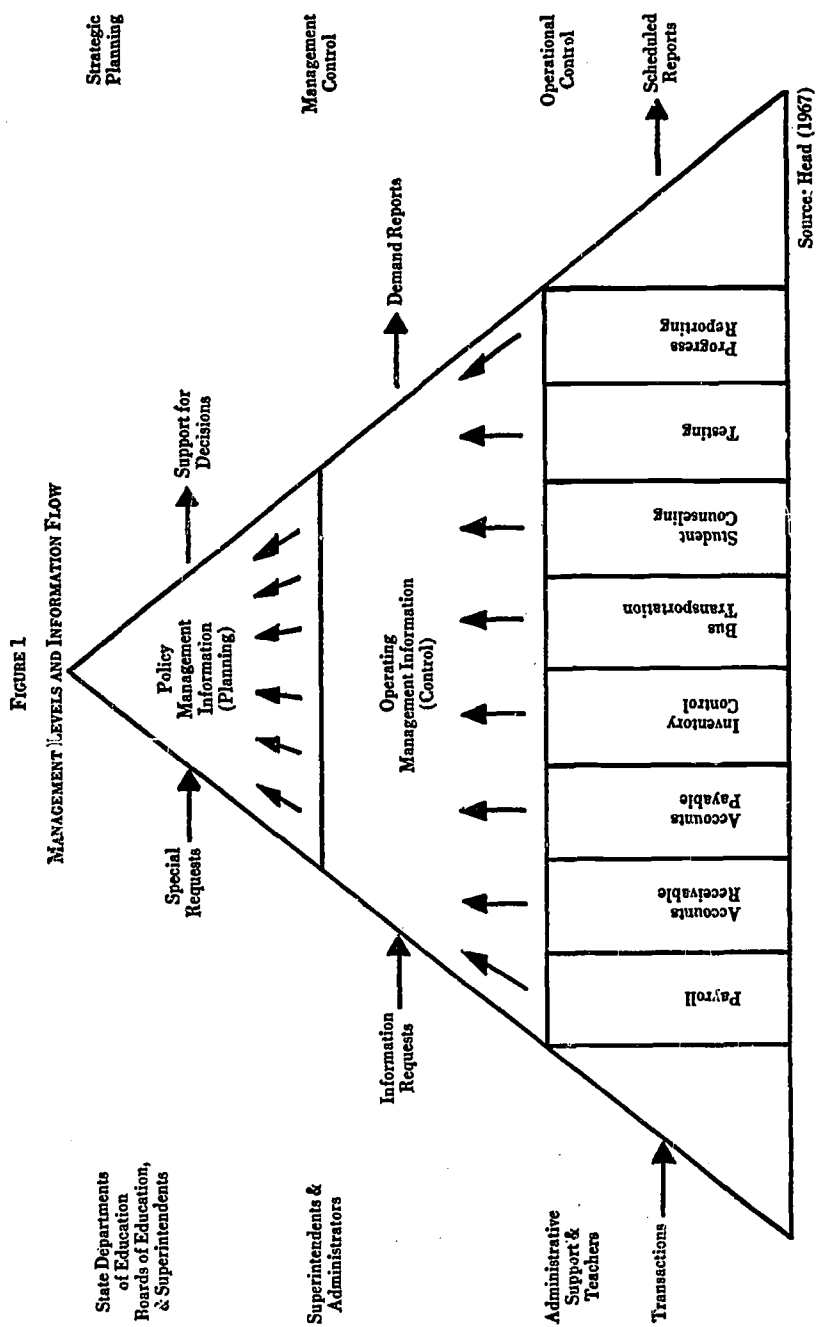 FIGURE 1
MANAGEMENT LEVELS AND INFORMATION FLOW
State Departments
of Education
Boards of Education,
& Superintendents
Special
Requests
Policy
Management
Information
(Planning)
Support for
Decisions
Strategic
Planning
Superintendents &
Administrators
Information
Requests
Operating
Management Information
(Control)
Demand Reports
Management
Control
Administrative
Support &
Teachers
Transactions
Payroll
Accounts
Receivable
Accounts
Payable
Inventory
Control
Bus
Transportation
Student
Counseling
Testing
Progress
Reporting
Operational
Control
Scheduled
Reports
Source: Head (1967)